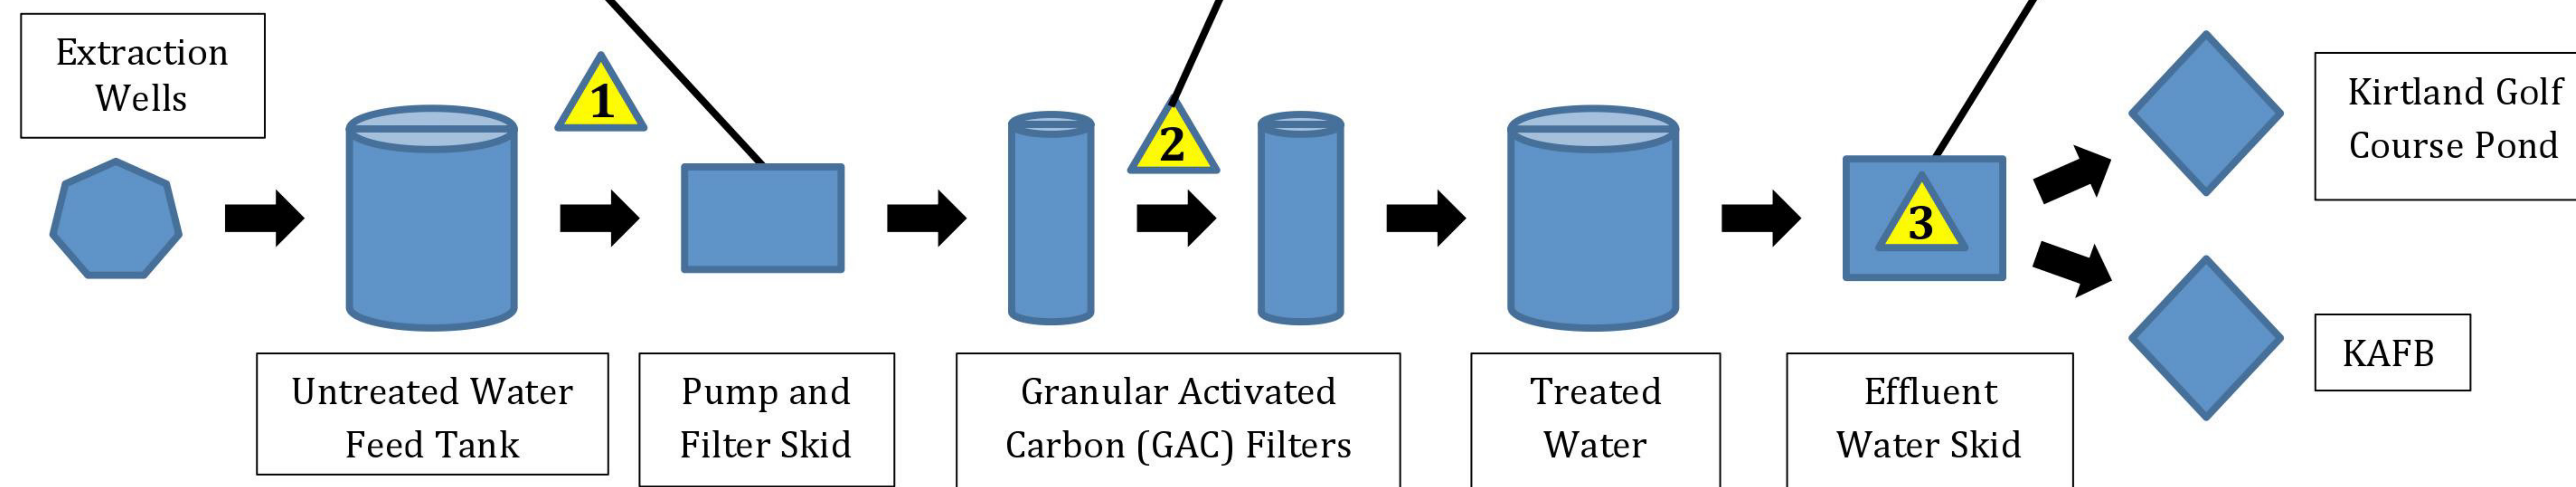 Extraction
Wells
1
2
3
Kirtland Golf
Course Pond
KAFB
Untreated Water
Feed Tank
Pump and
Filter Skid
Granular Activated
Carbon (GAC) Filters
Treated
Water
Effluent
Water Skid